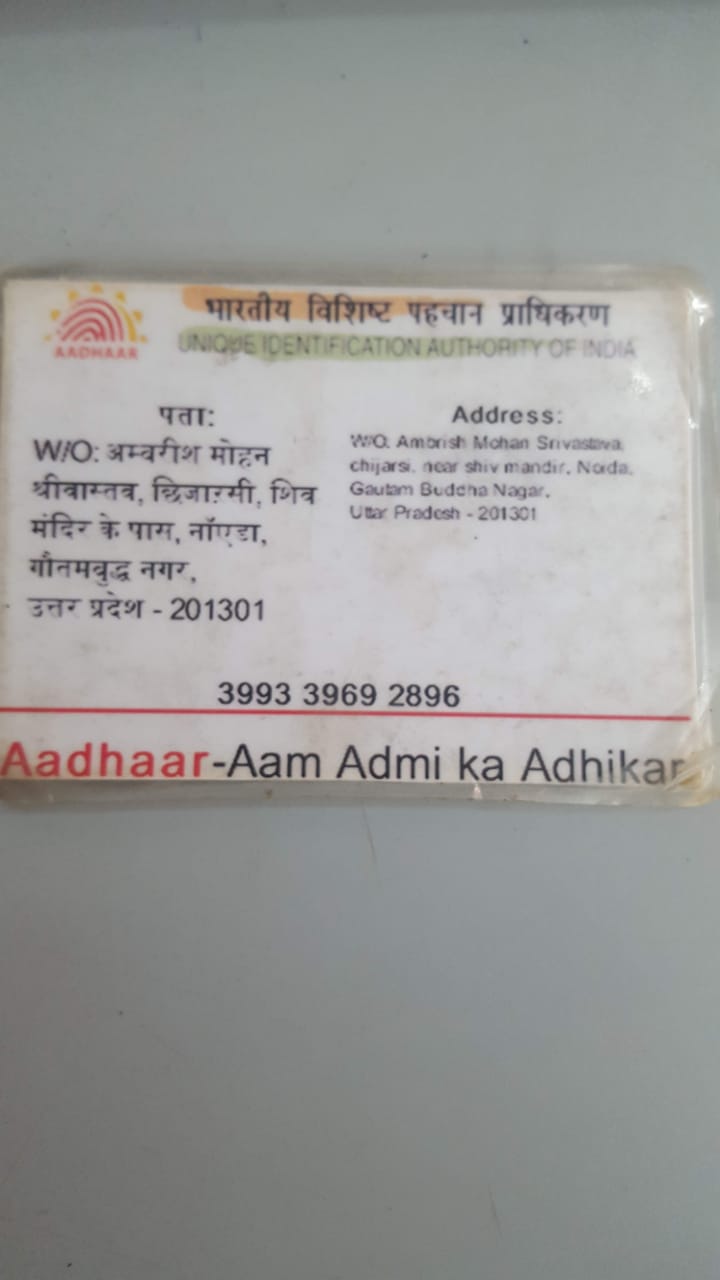 भारतीय विशिष्ट पहचान प्राधिकरण
AADHAAR
UNIQUE IDENTIFICATION AUTHORITY OF INDIA
पता:
W/O: अम्वरीश मोहन
श्रीवास्तव, छिजारसी, शिव
मंदिर के पास, नॉएडा,
गौतमबुद्ध नगर,
उत्तर प्रदेश - 201301
Address:
W/O: Ambrish Mohan Srivastava,
chijarsi, near shiv mandir, Noida,
Gautam Buddha Nagar,
Uttar Pradesh - 201301
3993 3969 2896
Aadhaar-Aam Admi ka Adhikar